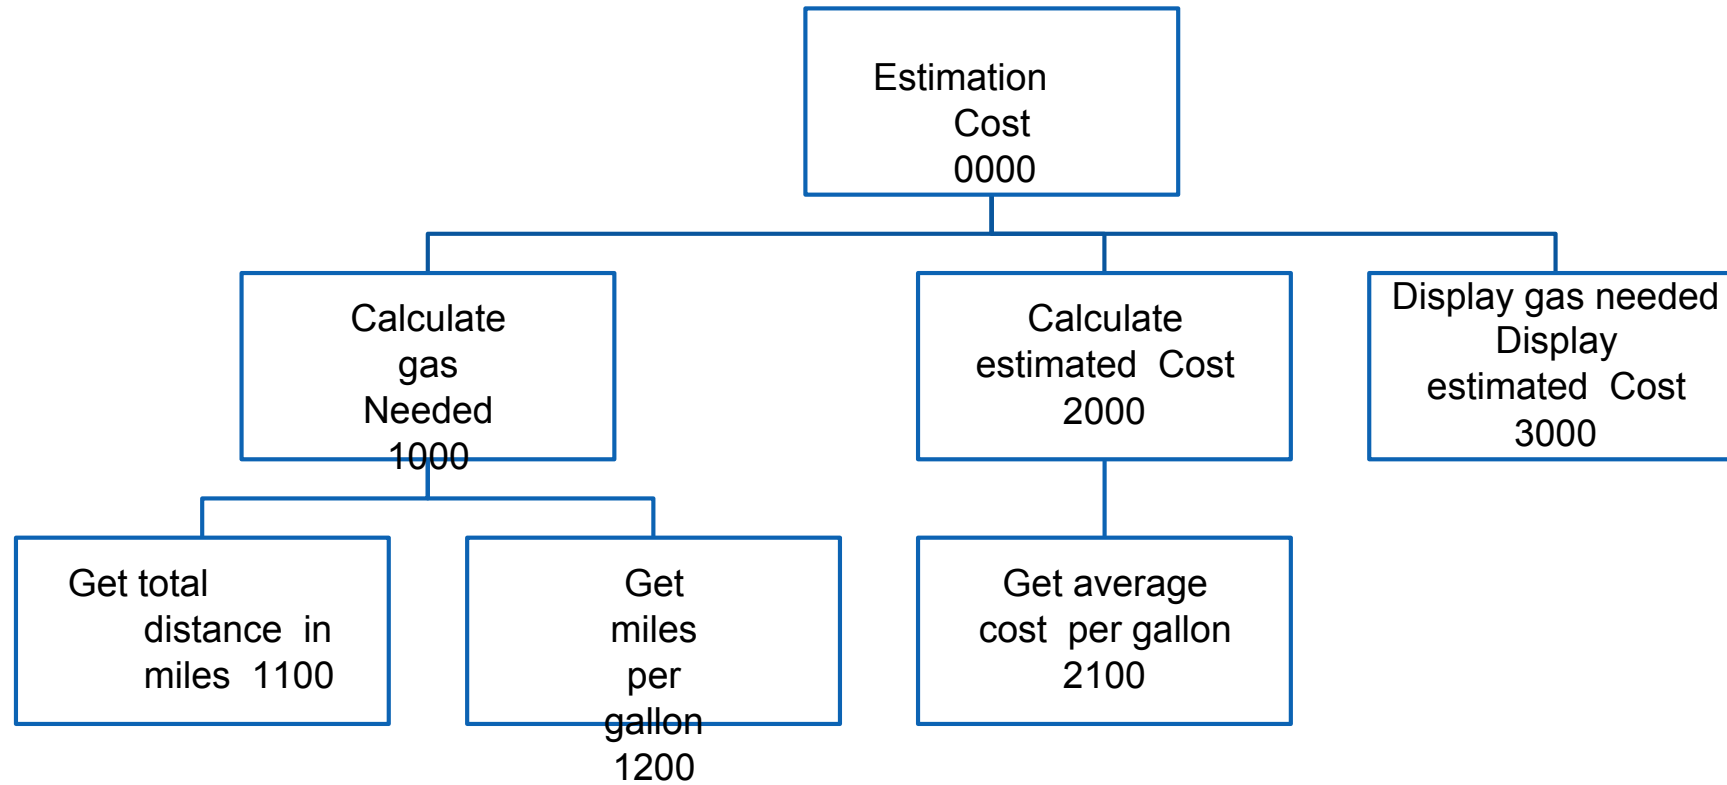 Estimation
Cost
0000
Calculate
gas
Needed
1000
Calculate
estimated Cost
2000
Display gas needed
Display
estimated Cost
3000
Get total
distance in
miles 1100
Get
miles
per
gallon
1200
Get average
cost per gallon
2100